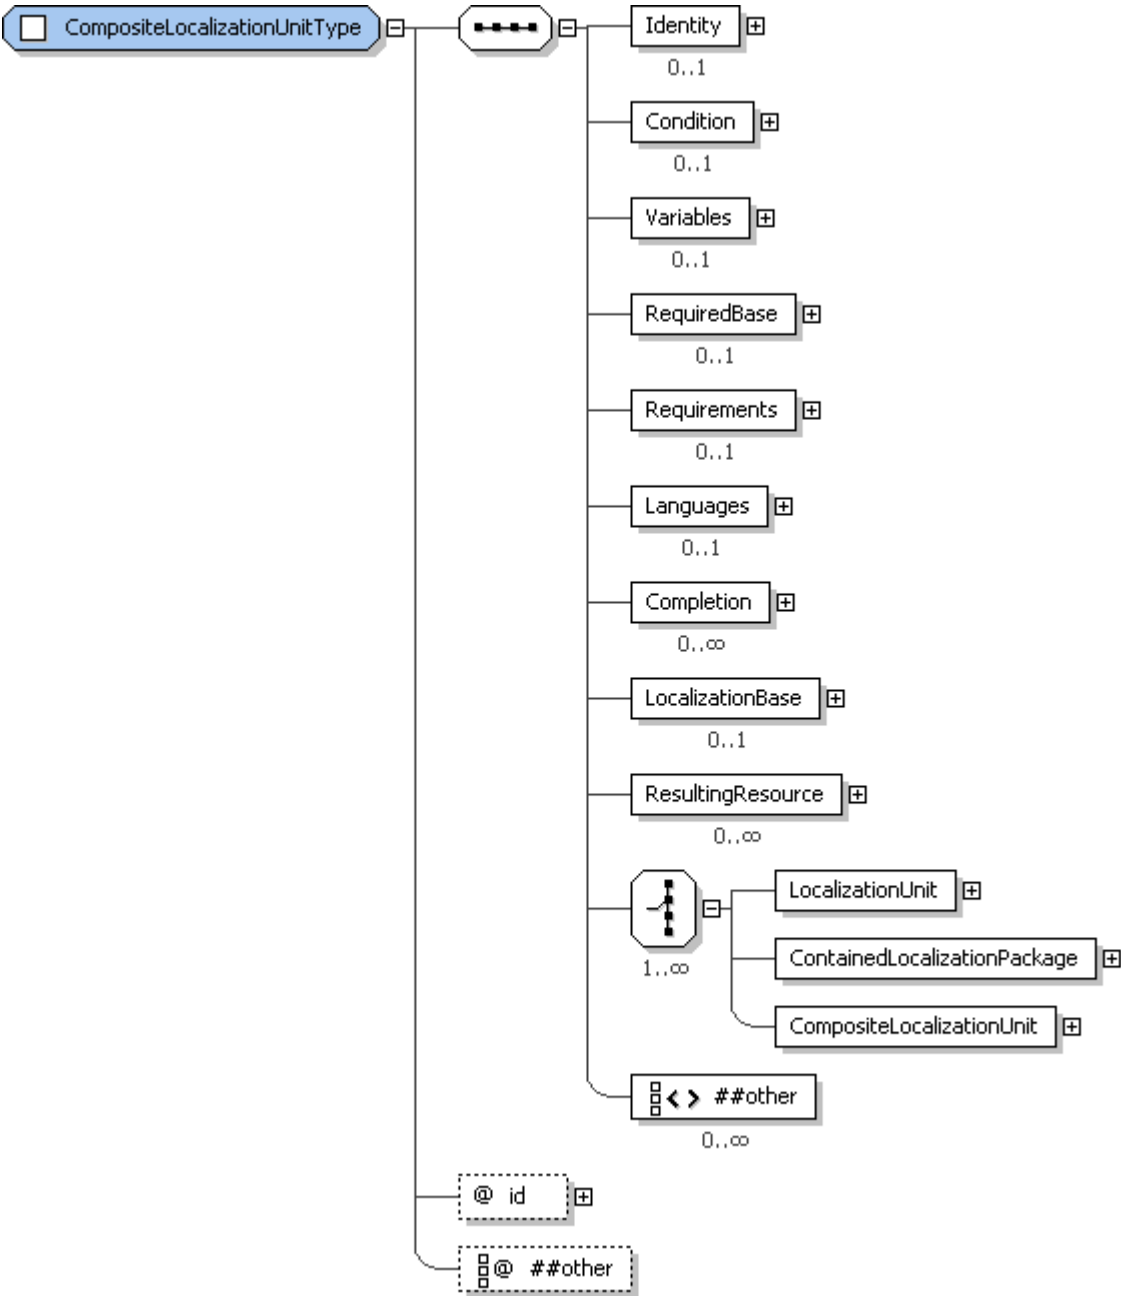 CompositeLocalizationUnitType
Identity
0..1
Condition
0..1
Variables
0..1
RequiredBase
0..1
Requirements
0..1
Languages
0..1
Completion
0..∞
LocalizationBase
0..1
ResultingResource
0..∞
LocalizationUnit
ContainedLocalizationPackage
1..∞
CompositeLocalizationUnit
<> ##other
0..∞
@ id
@ ##other